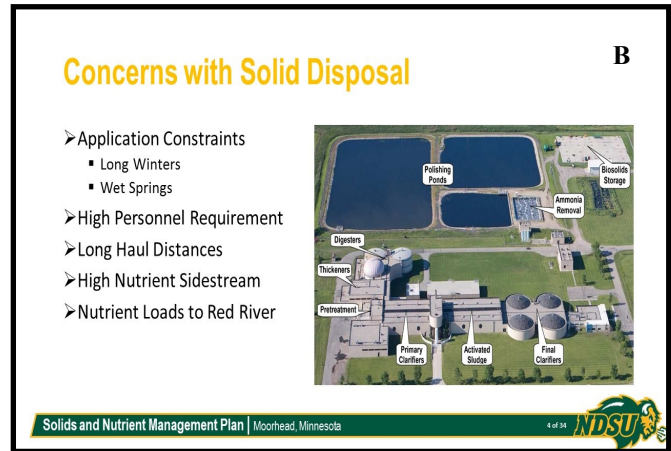 B
Concerns with Solid Disposal
➢Application Constraints
▪ Long Winters
▪ Wet Springs
➢High Personnel Requirement
➢Long Haul Distances
➢High Nutrient Sidestream
➢Nutrient Loads to Red River
Polishing
Ponds
Biosolids
Storage
Ammonia
Removal
Digesters
Thickeners
Pretreatment
Primary
Clarifiers
Activated
Sludge
Final
Clarifiers
Solids and Nutrient Management Plan | Moorhead, Minnesota
4 of 34
NDSU